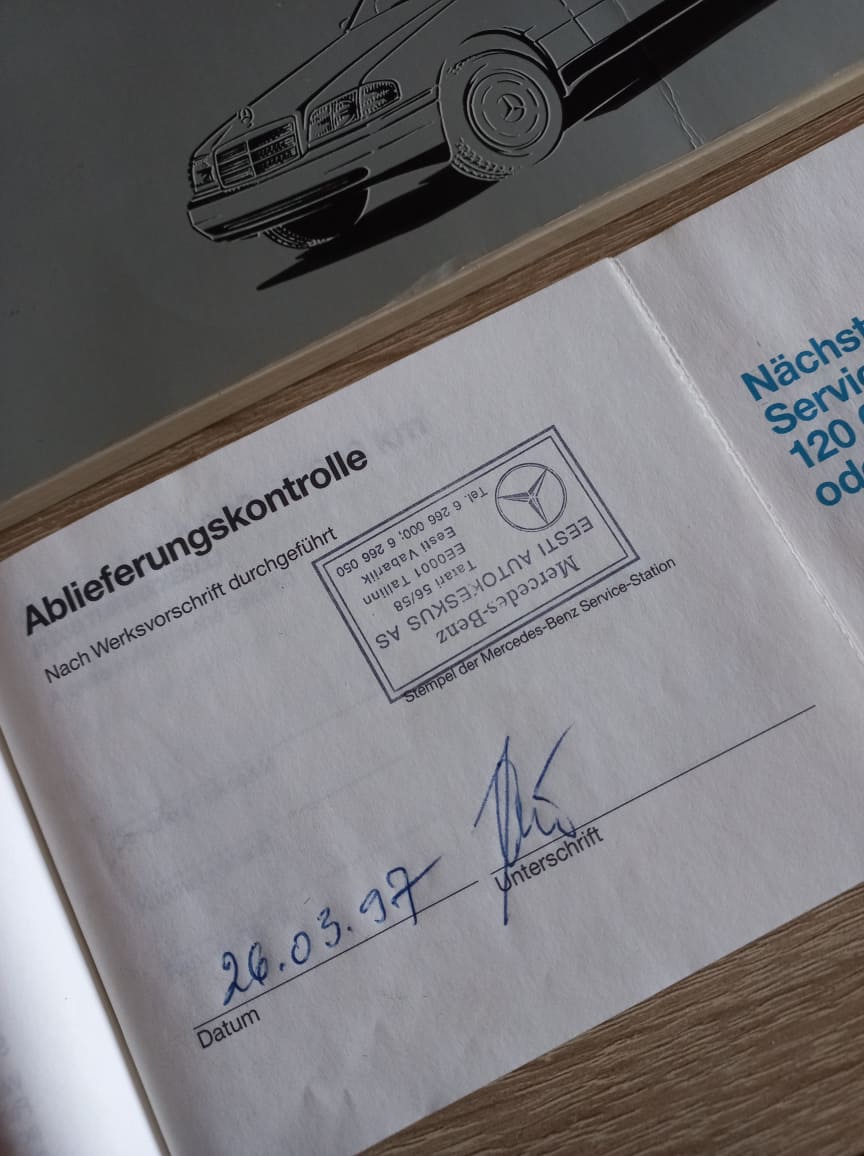 Ablieferungskontrolle
Nach Werksvorschrift durchgeführt
Mercedes-Benz
EESTI AUTOKESKUS AS
Tatari 56/58
EE0001 Tallinn
Eesti Vabariik
Tel. 6 266 000; 6 266 050
Stempel der Mercedes-Benz Service-Station
26.03.97
Datum
Unterschrift
Nächst
Servic
120
od